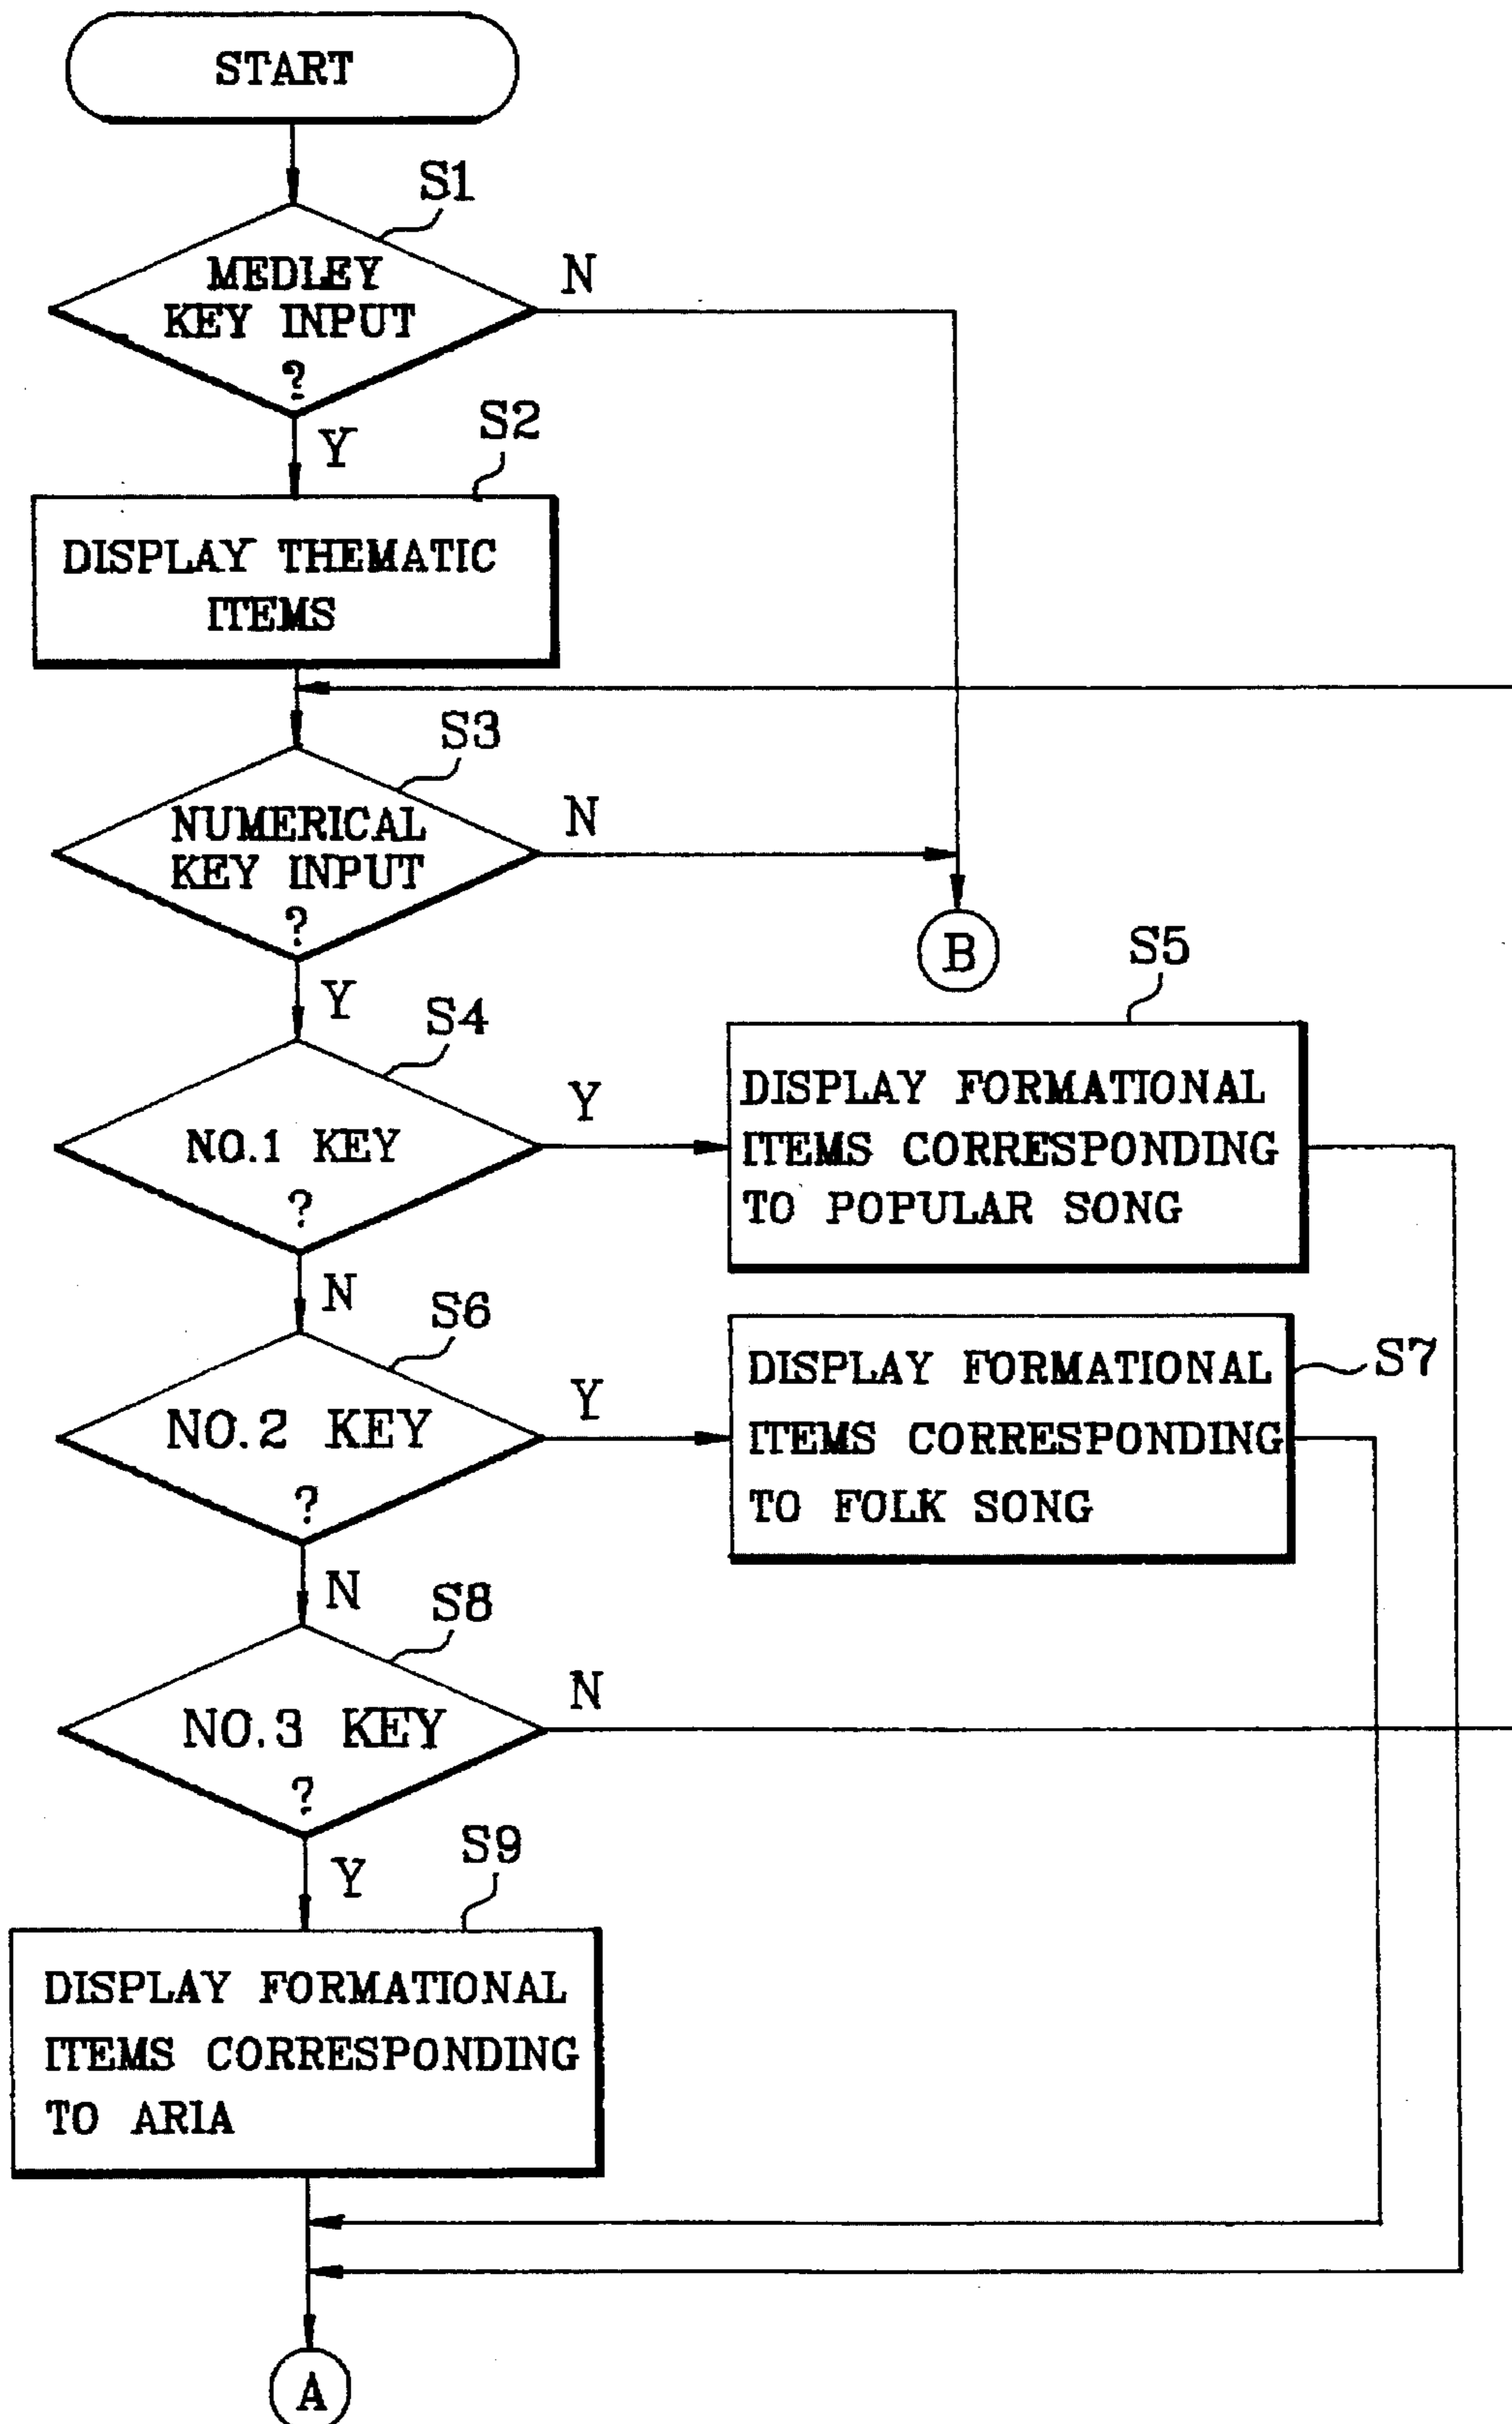 START
S1
MEDLEY
KEY INPUT
?
N
Y
S2
DISPLAY THEMATIC
ITEMS
S3
NUMERICAL
KEY INPUT
?
N
B
Y
S4
NO.1 KEY
?
Y
S5
DISPLAY FORMATIONAL
ITEMS CORRESPONDING
TO POPULAR SONG
N
S6
NO.2 KEY
?
Y
DISPLAY FORMATIONAL
ITEMS CORRESPONDING
TO FOLK SONG
S7
N
S8
NO.3 KEY
?
N
Y
S9
DISPLAY FORMATIONAL
ITEMS CORRESPONDING
TO ARIA
A